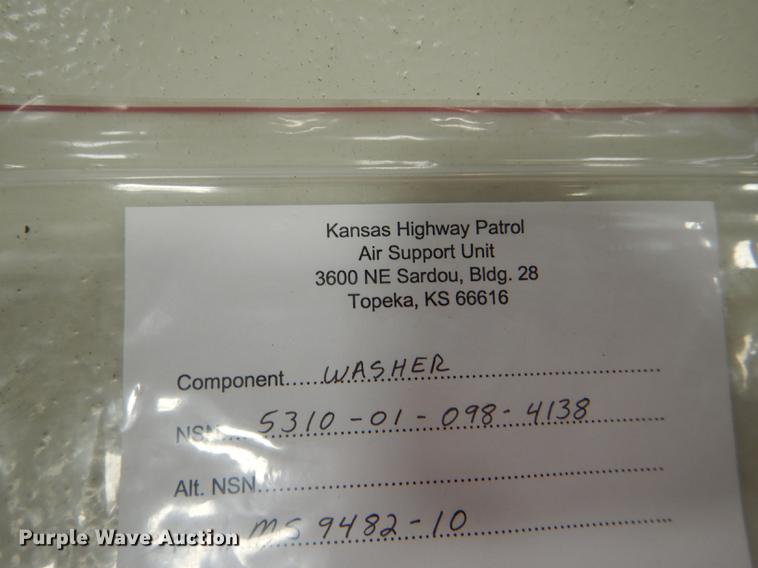 Kansas Highway Patrol
Air Support Unit
3600 NE Sardou, Bldg. 28
Topeka, KS 66616
Component.....WASHER
NSN.....5310-01-098-4138
Alt. NSN
MS 9482-10
Purple Wave Auction